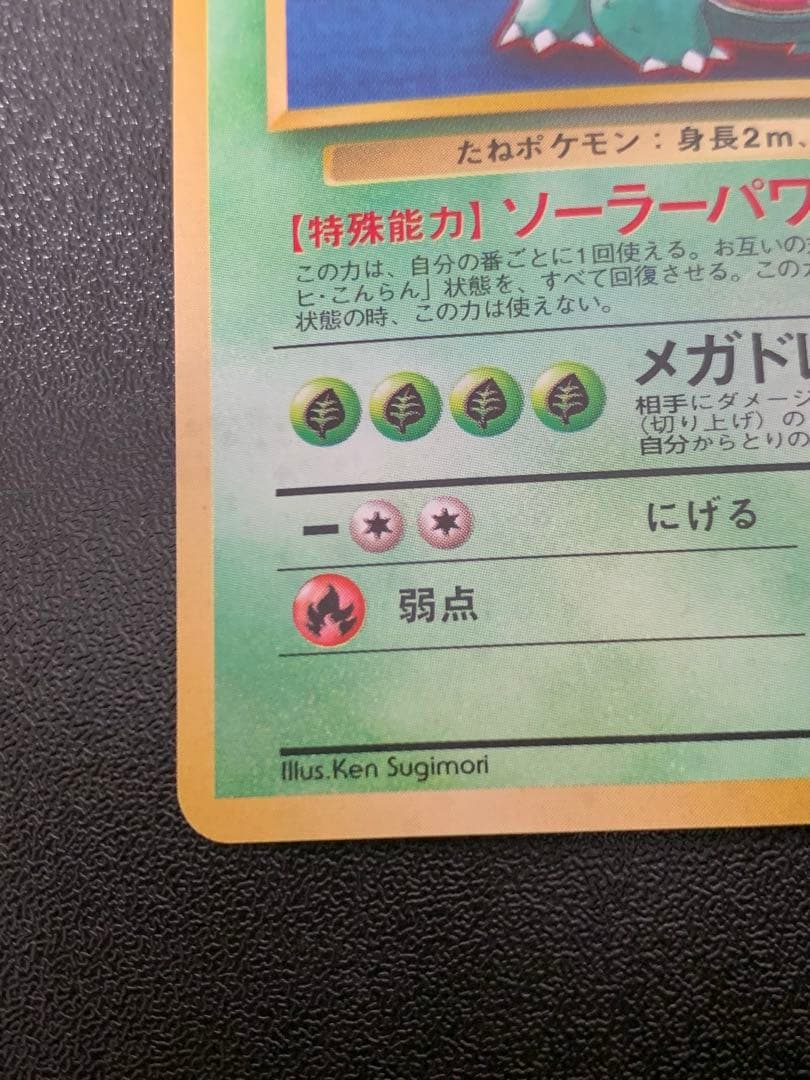 たねポケモン：身長2m、
【特殊能力】ソーラーパワ
この力は、自分の番ごとに1回使える。お互いの
ヒ・こんらん」状態を、すべて回復させる。この
状態の時、この力は使えない。
メガドレ
相手にダメージ
（切り上げ）の
自分からとりの
ー
にげる
弱点
Illus.Ken Sugimori